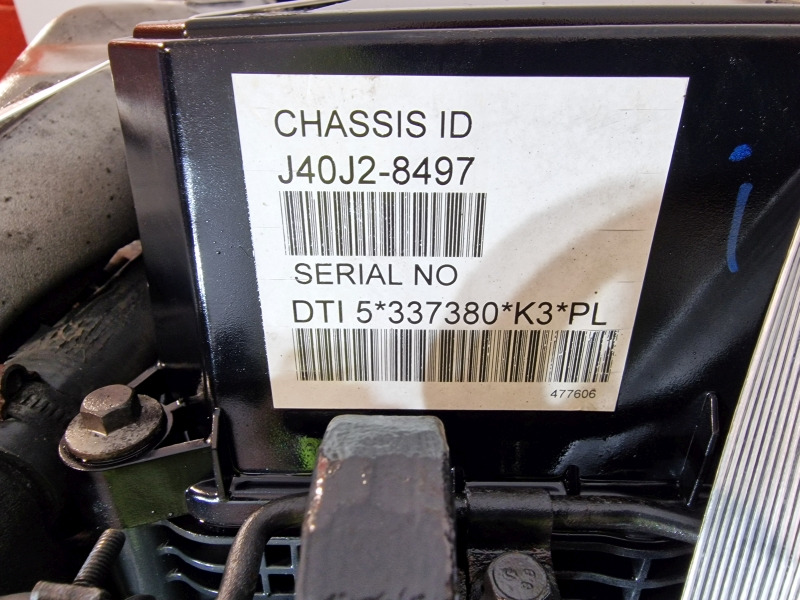 CHASSIS ID
J40J2-8497
SERIAL NO
DTI 5*337380*K3*PL
477606